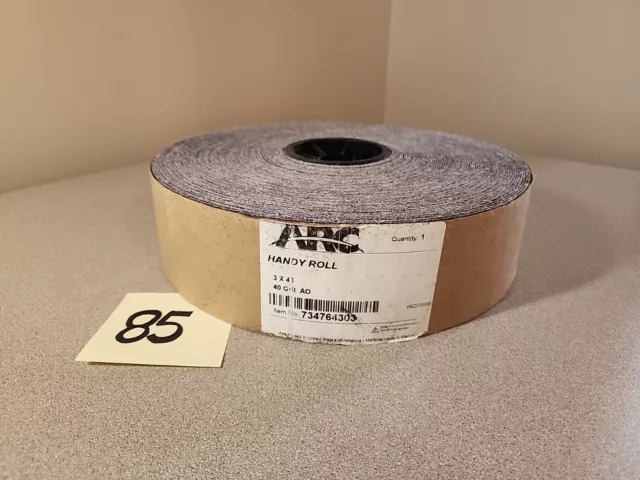 ARC
Quantity: 1
HANDY ROLL
3 X 41
40 Grit AO
Item No. 734764303
85